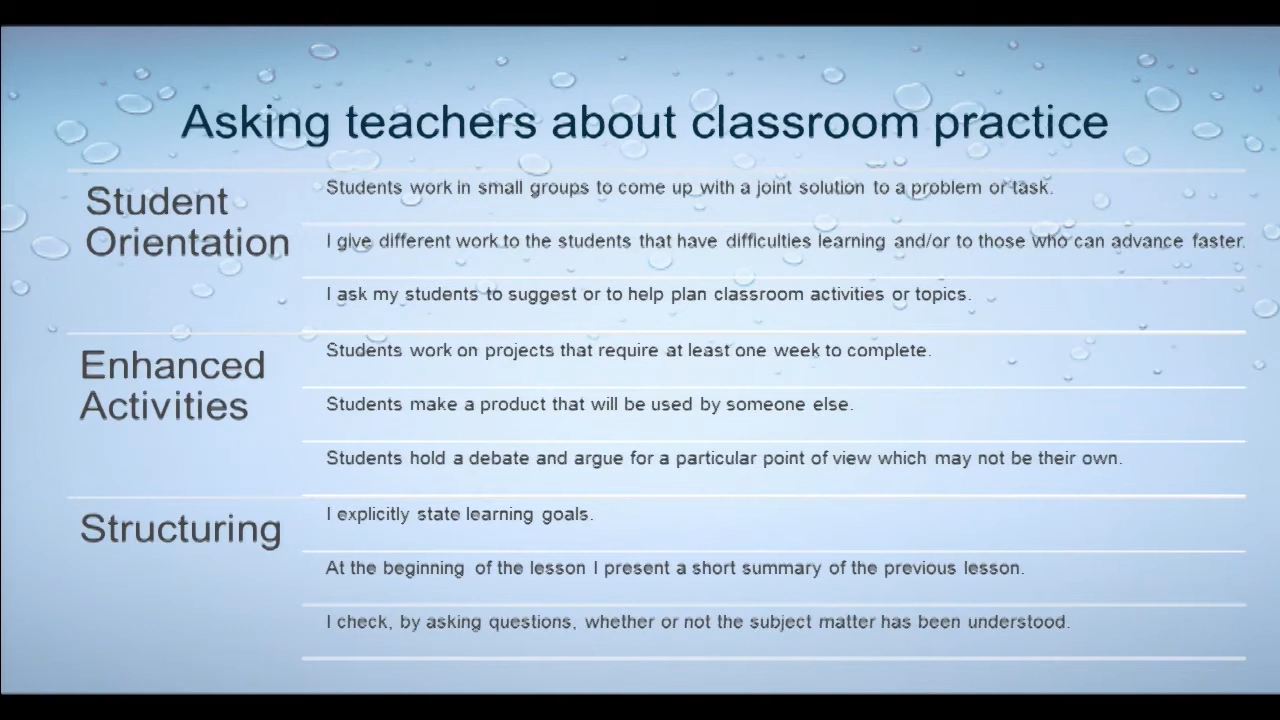 Asking teachers about classroom practice
Student
Orientation
Students work in small groups to come up with a joint solution to a problem or task.
I give different work to the students that have difficulties learning and/or to those who can advance faster.
I ask my students to suggest or to help plan classroom activities or topics.
Enhanced
Activities
Students work on projects that require at least one week to complete.
Students make a product that will be used by someone else.
Students hold a debate and argue for a particular point of view which may not be their own.
Structuring
I explicitly state learning goals.
At the beginning of the lesson I present a short summary of the previous lesson.
I check, by asking questions, whether or not the subject matter has been understood.